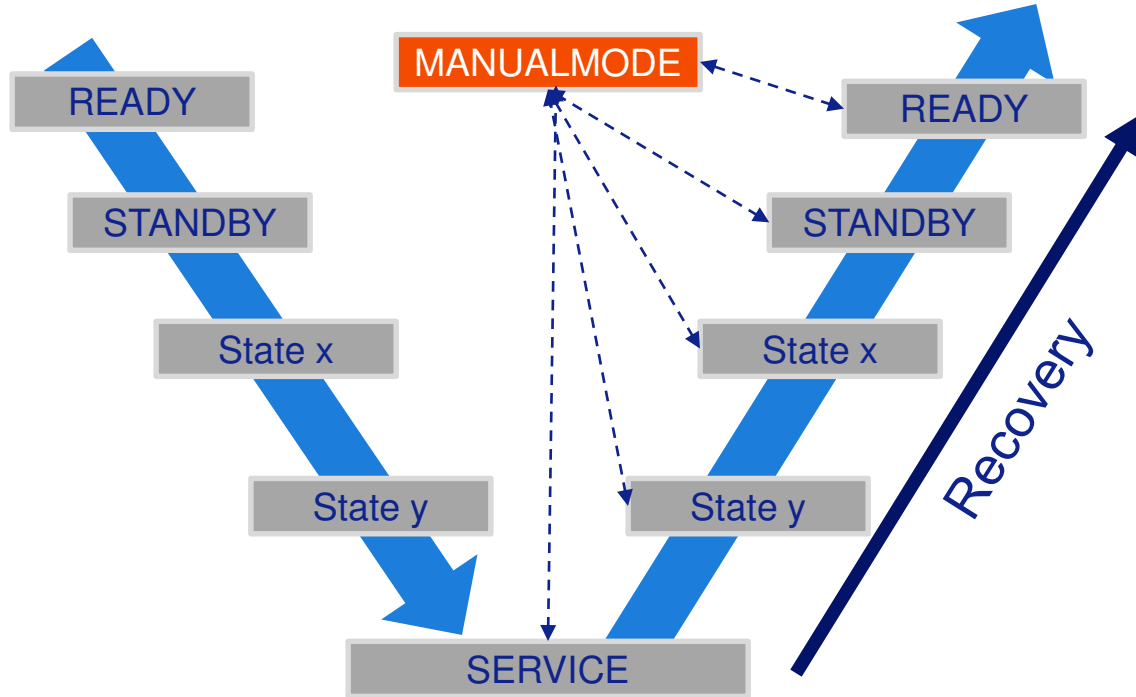 MANUALMODE
READY
READY
STANDBY
STANDBY
State x
State x
State y
State y
SERVICE
Recovery